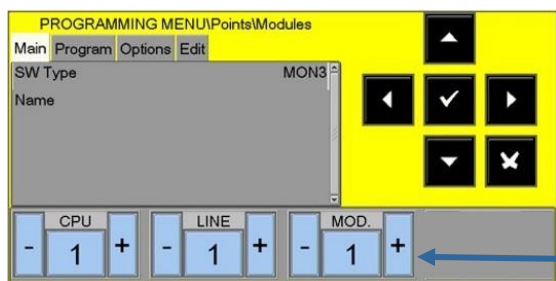 PROGRAMMING MENU\Points\Modules
Main Program Options Edit
SW Type MON3
Name
CPU LINE MOD.
- 1 + - 1 + - 1 +